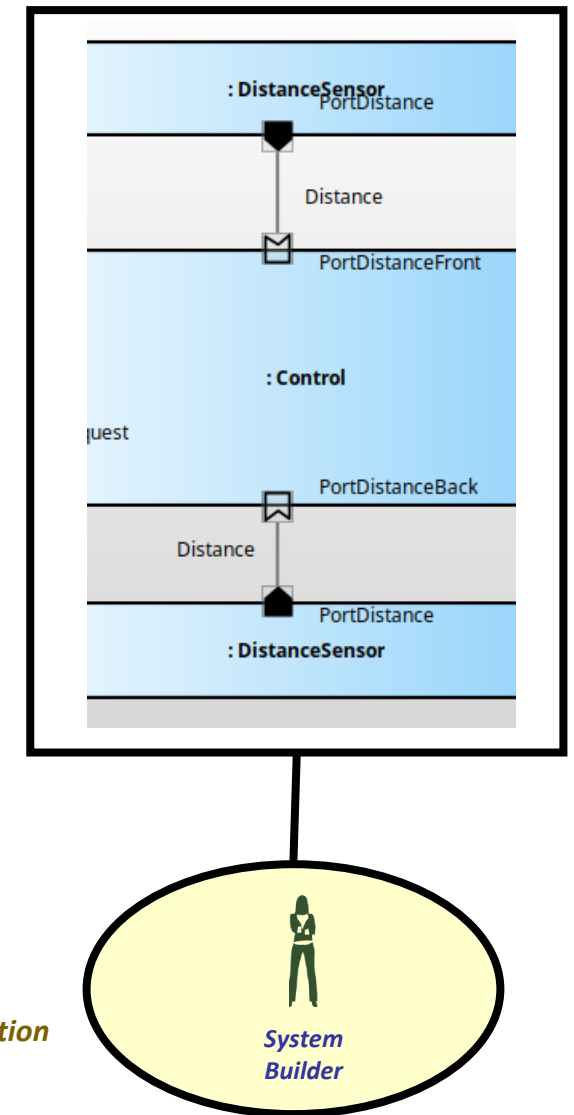 : DistanceSensor
PortDistance
Distance
PortDistanceFront
: Control
quest
PortDistanceBack
Distance
PortDistance
: DistanceSensor
tion
System
Builder